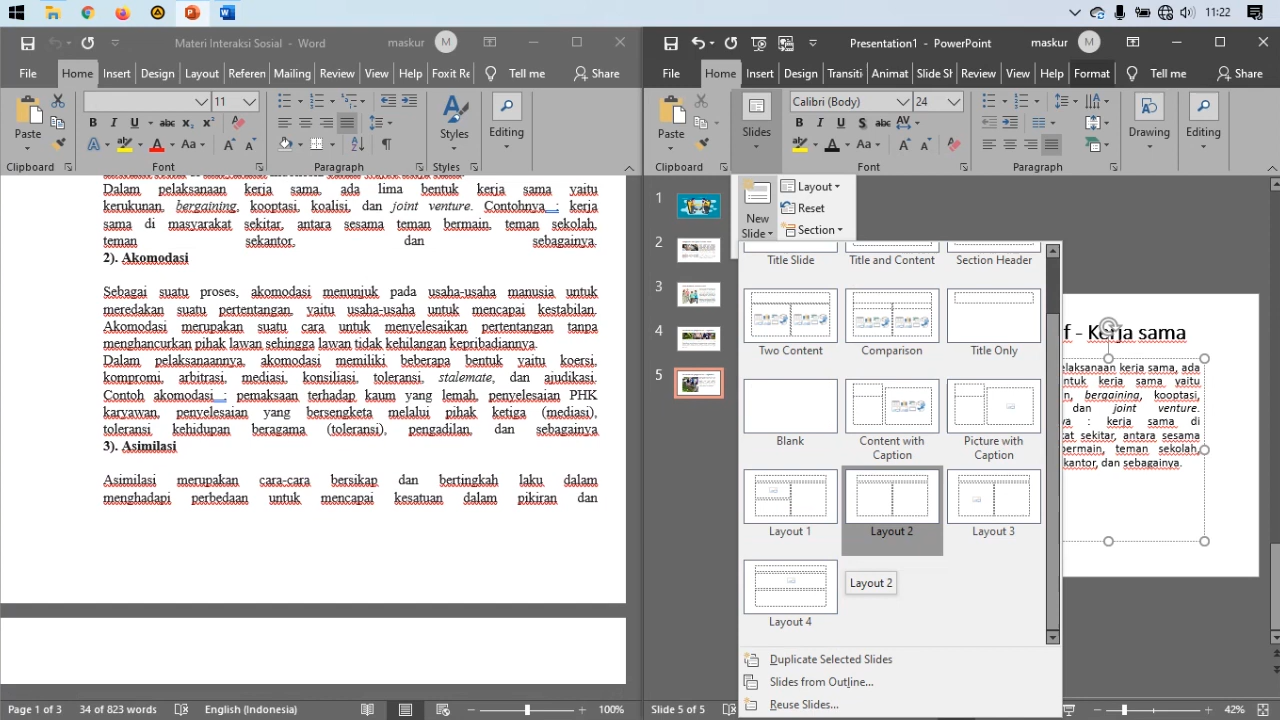 11:22
Materi Interaksi Sosial - Word
maskur
M
File
Home
Insert
Design
Layout
Referen
Mailing
Review
View
Help
Foxit Re
Tell me
Share
11
Paste
Styles
Editing
Clipboard
Font
Paragraph
Styles
Dalam pelaksanaan kerja sama, ada lima bentuk kerja sama yaitu
kerukunan, bergaining, kooptasi, koalisi, dan joint venture. Contohnya : kerja
sama di masyarakat sekitar, antara sesama teman bermain, teman sekolah,
teman sekantor, dan sebagainya.
2). Akomodasi
Sebagai suatu proses, akomodasi menunjuk pada usaha-usaha manusia untuk
meredakan suatu pertentangan yaitu usaha-usaha untuk mencapai kestabilan.
Akomodasi merupakan suatu cara untuk menyelesaikan pertentangan tanpa
menghancurkan pihak lawan sehingga lawan tidak kehilangan kepribadiannya.
Dalam pelaksanaannya, akomodasi memiliki beberapa bentuk yaitu koersi,
kompromi, arbitrasi, mediasi, konsiliasi, toleransi, stalemate, dan ajudikasi.
Contoh akomodasi : pemaksaan terhadap kaum yang lemah, penyelesaian PHK
karyawan, penyelesaian yang bersengketa melalui pihak ketiga (mediasi),
toleransi kehidupan beragama (toleransi), pengadilan, dan sebagainya
3). Asimilasi
Asimilasi merupakan cara-cara bersikap dan bertingkah laku dalam
menghadapi perbedaan untuk mencapai kesatuan dalam pikiran dan
Page 1 of 3
34 of 823 words
English (Indonesia)
100%
Presentation1 - PowerPoint
maskur
M
File
Home
Insert
Design
Transiti
Animat
Slide Sh
Review
View
Help
Format
Tell me
Share
Paste
Slides
Calibri (Body)
24
Drawing
Editing
Clipboard
Font
Paragraph
New
Slide
Layout
Reset
Section
1
2
3
4
5
Title Slide
Title and Content
Section Header
Two Content
Comparison
Title Only
Blank
Content with
Caption
Picture with
Caption
Layout 1
Layout 2
Layout 3
Layout 2
Layout 4
Duplicate Selected Slides
Slides from Outline...
Reuse Slides...
f - Kerja sama
elaksanaan kerja sama, ada
ntuk kerja sama yaitu
n, bergaining, kooptasi,
dan joint venture.
ya : kerja sama di
kat sekitar, antara sesama
bermain, teman sekolah,
kantor, dan sebagainya.
Slide 5 of 5
42%